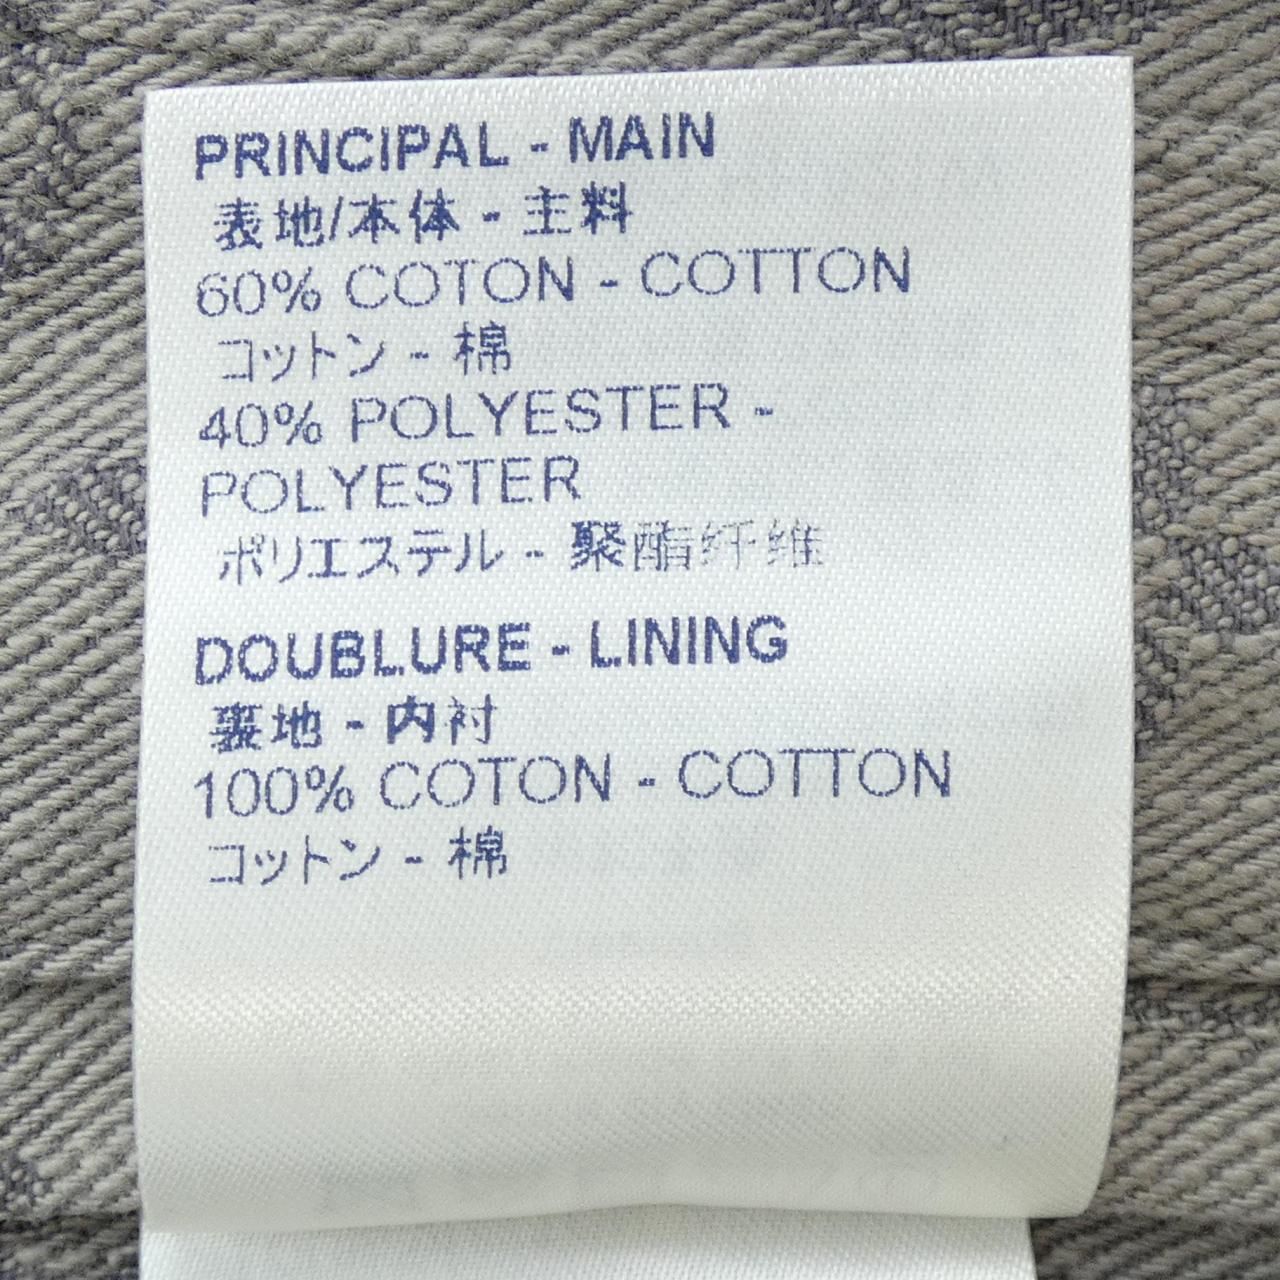 PRINCIPAL - MAIN
表地/本体 - 主料
60% COTON - COTTON
コットン - 棉
40% POLYESTER -
POLYESTER
ポリエステル - 聚酯纤维
DOUBLURE - LINING
裏地 - 内衬
100% COTON - COTTON
コットン - 棉